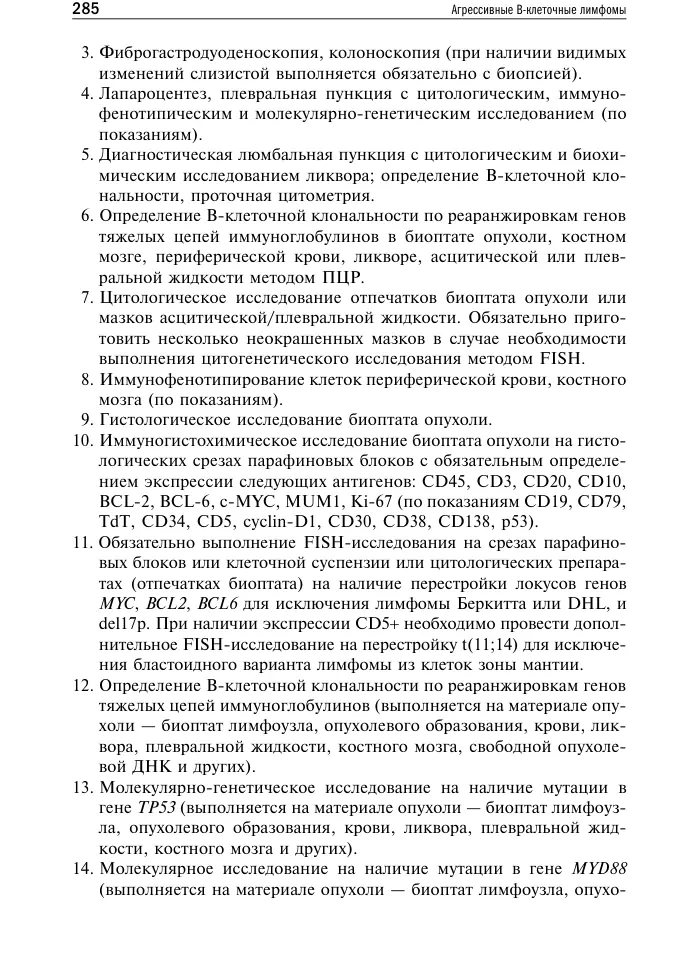 285
Агрессивные В-клеточные лимфомы
3. Фиброгастродуоденоскопия, колоноскопия (при наличии видимых
изменений слизистой выполняется обязательно с биопсией).
4. Лапароцентез, плевральная пункция с цитологическим, иммуно-
фенотипическим и молекулярно-генетическим исследованием (по
показаниям).
5. Диагностическая люмбальная пункция с цитологическим и биохи-
мическим исследованием ликвора; определение В-клеточной кло-
нальности, проточная цитометрия.
6. Определение В-клеточной клональности по реаранжировкам генов
тяжелых цепей иммуноглобулинов в биоптате опухоли, костном
мозге, периферической крови, ликворе, асцитической или плев-
ральной жидкости методом ПЦР.
7. Цитологическое исследование отпечатков биоптата опухоли или
мазков асцитической/плевральной жидкости. Обязательно приго-
товить несколько неокрашенных мазков в случае необходимости
выполнения цитогенетического исследования методом FISH.
8. Иммунофенотипирование клеток периферической крови, костного
мозга (по показаниям).
9. Гистологическое исследование биоптата опухоли.
10. Иммуногистохимическое исследование биоптата опухоли на гисто-
логических срезах парафиновых блоков с обязательным определе-
нием экспрессии следующих антигенов: CD45, CD3, CD20, CD10,
BCL-2, BCL-6, c-MYC, MUM1, Ki-67 (по показаниям CD19, CD79,
TdT, CD34, CD5, cyclin-D1, CD30, CD38, CD138, p53).
11. Обязательно выполнение FISH-исследования на срезах парафино-
вых блоков или клеточной суспензии или цитологических препара-
тах (отпечатках биоптата) на наличие перестройки локусов генов
MYC, BCL2, BCL6 для исключения лимфомы Беркитта или DHL, и
del17p. При наличии экспрессии CD5+ необходимо провести допол-
нительное FISH-исследование на перестройку t(11;14) для исключе-
ния бластоидного варианта лимфомы из клеток зоны мантии.
12. Определение В-клеточной клональности по реаранжировкам генов
тяжелых цепей иммуноглобулинов (выполняется на материале опу-
холи — биоптат лимфоузла, опухолевого образования, крови, лик-
вора, плевральной жидкости, костного мозга, свободной опухоле-
вой ДНК и других).
13. Молекулярно-генетическое исследование на наличие мутации в
гене TP53 (выполняется на материале опухоли — биоптат лимфоуз-
ла, опухолевого образования, крови, ликвора, плевральной жид-
кости, костного мозга и других).
14. Молекулярное исследование на наличие мутации в гене MYD88
(выполняется на материале опухоли — биоптат лимфоузла, опухо-